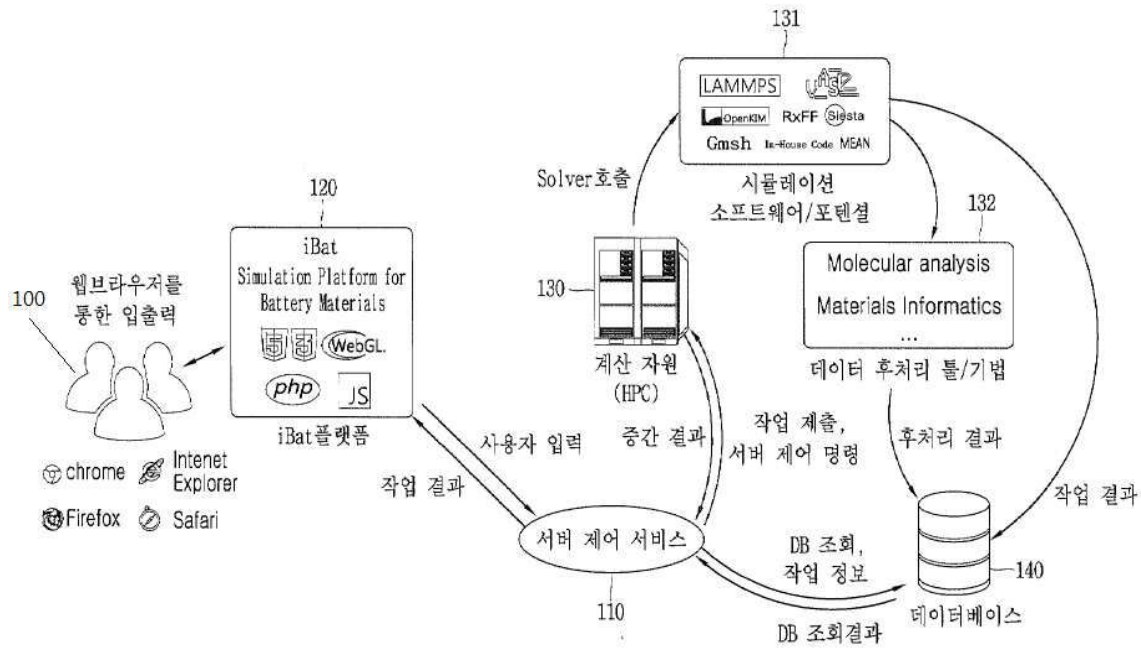 131
LAMMPS
VASP
OpenKIM RxFF Siesta
Gmsh In-House Code MEAN
Solver호출
시뮬레이션
소프트웨어/포텐셜
120
iBat
Simulation Platform for
Battery Materials
WebGL.
php JS
iBat플랫폼
100
웹브라우저를
통한 입출력
chrome
Intenet
Explorer
Firefox
Safari
130
계산 자원
(HPC)
132
Molecular analysis
Materials Informatics
...
데이터 후처리 툴/기법
사용자 입력
작업 결과
중간 결과
작업 제출,
서버 제어 명령
후처리 결과
작업 결과
서버 제어 서비스
110
DB 조회,
작업 정보
DB 조회결과
140
데이터베이스